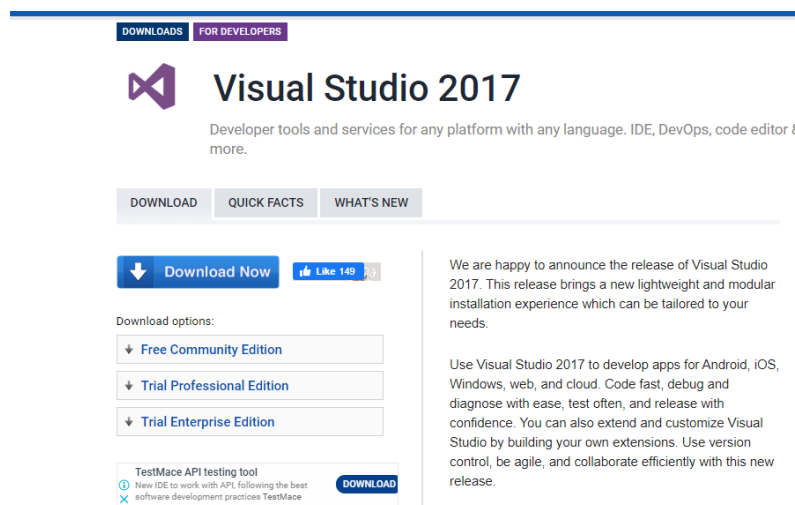 DOWNLOADS FOR DEVELOPERS
Visual Studio 2017
Developer tools and services for any platform with any language. IDE, DevOps, code editor &
more.
DOWNLOAD QUICK FACTS WHAT'S NEW
Download Now Like 149
Download options:
Free Community Edition
Trial Professional Edition
Trial Enterprise Edition
TestMace API testing tool
New IDE to work with API, following the best
software development practices TestMace
DOWNLOAD
We are happy to announce the release of Visual Studio
2017. This release brings a new lightweight and modular
installation experience which can be tailored to your
needs.
Use Visual Studio 2017 to develop apps for Android, iOS,
Windows, web, and cloud. Code fast, debug and
diagnose with ease, test often, and release with
confidence. You can also extend and customize Visual
Studio by building your own extensions. Use version
control, be agile, and collaborate efficiently with this new
release.